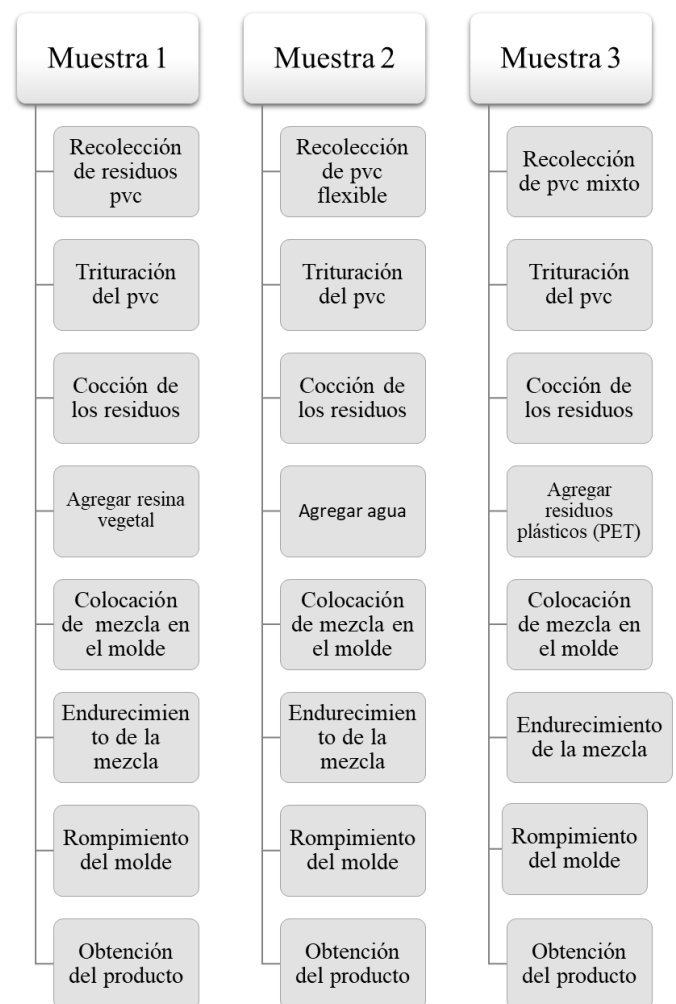 Muestra 1
Recolección
de residuos
pvc
Trituración
del pvc
Cocción de
los residuos
Agregar resina
vegetal
Colocación
de mezcla en
el molde
Endurecimien
to de la
mezcla
Rompimiento
del molde
Obtención
del producto
Muestra 2
Recolección
de pvc
flexible
Trituración
del pvc
Cocción de
los residuos
Agregar agua
Colocación
de mezcla en
el molde
Endurecimien
to de la
mezcla
Rompimiento
del molde
Obtención
del producto
Muestra 3
Recolección
de pvc mixto
Trituración
del pvc
Cocción de
los residuos
Agregar
residuos
plásticos (PET)
Colocación
de mezcla en
el molde
Endurecimiento
de la mezcla
Rompimiento
del molde
Obtención
del producto